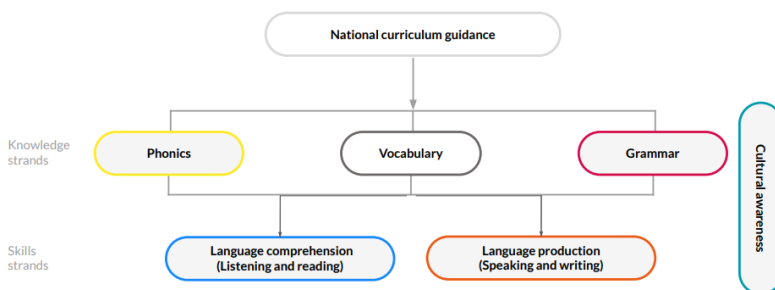 National curriculum guidance
Knowledge
strands
Phonics
Vocabulary
Grammar
Cultural awareness
Skills
strands
Language comprehension
(Listening and reading)
Language production
(Speaking and writing)